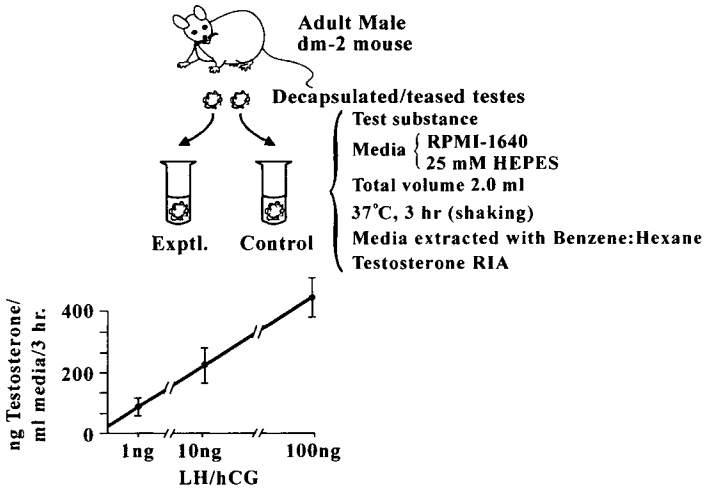 Adult Male
dm-2 mouse
Decapsulated/teased testes
Test substance
Media { RPMI-1640
25 mM HEPES
Total volume 2.0 ml
37°C, 3 hr (shaking)
Media extracted with Benzene:Hexane
Testosterone RIA
Exptl. Control
ng Testosterone/
ml media/3 hr.
400
200
0
1ng 10ng 100ng
LH/hCG